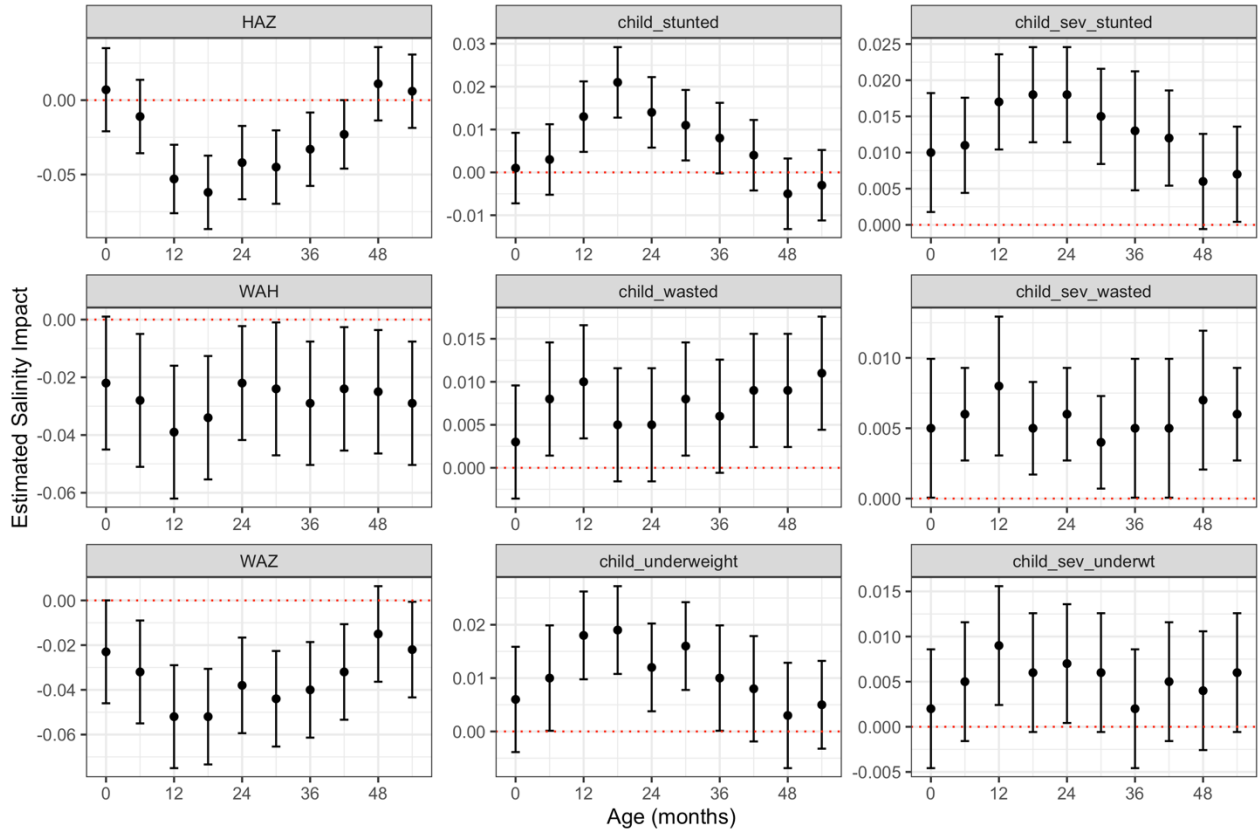 HAZ
child_stunted
child_sev_stunted
0.00
-0.05
0 12 24 36 48
0.03
0.02
0.01
0.00
-0.01
0 12 24 36 48
0.025
0.020
0.015
0.010
0.005
0.000
0 12 24 36 48
WAH
child_wasted
child_sev_wasted
0.00
-0.02
-0.04
-0.06
0 12 24 36 48
0.015
0.010
0.005
0.000
0 12 24 36 48
0.010
0.005
0.000
0 12 24 36 48
Estimated Salinity Impact
WAZ
child_underweight
child_sev_underwt
0.00
-0.02
-0.04
-0.06
0 12 24 36 48
0.02
0.01
0.00
0 12 24 36 48
0.015
0.010
0.005
0.000
-0.005
0 12 24 36 48
Age (months)